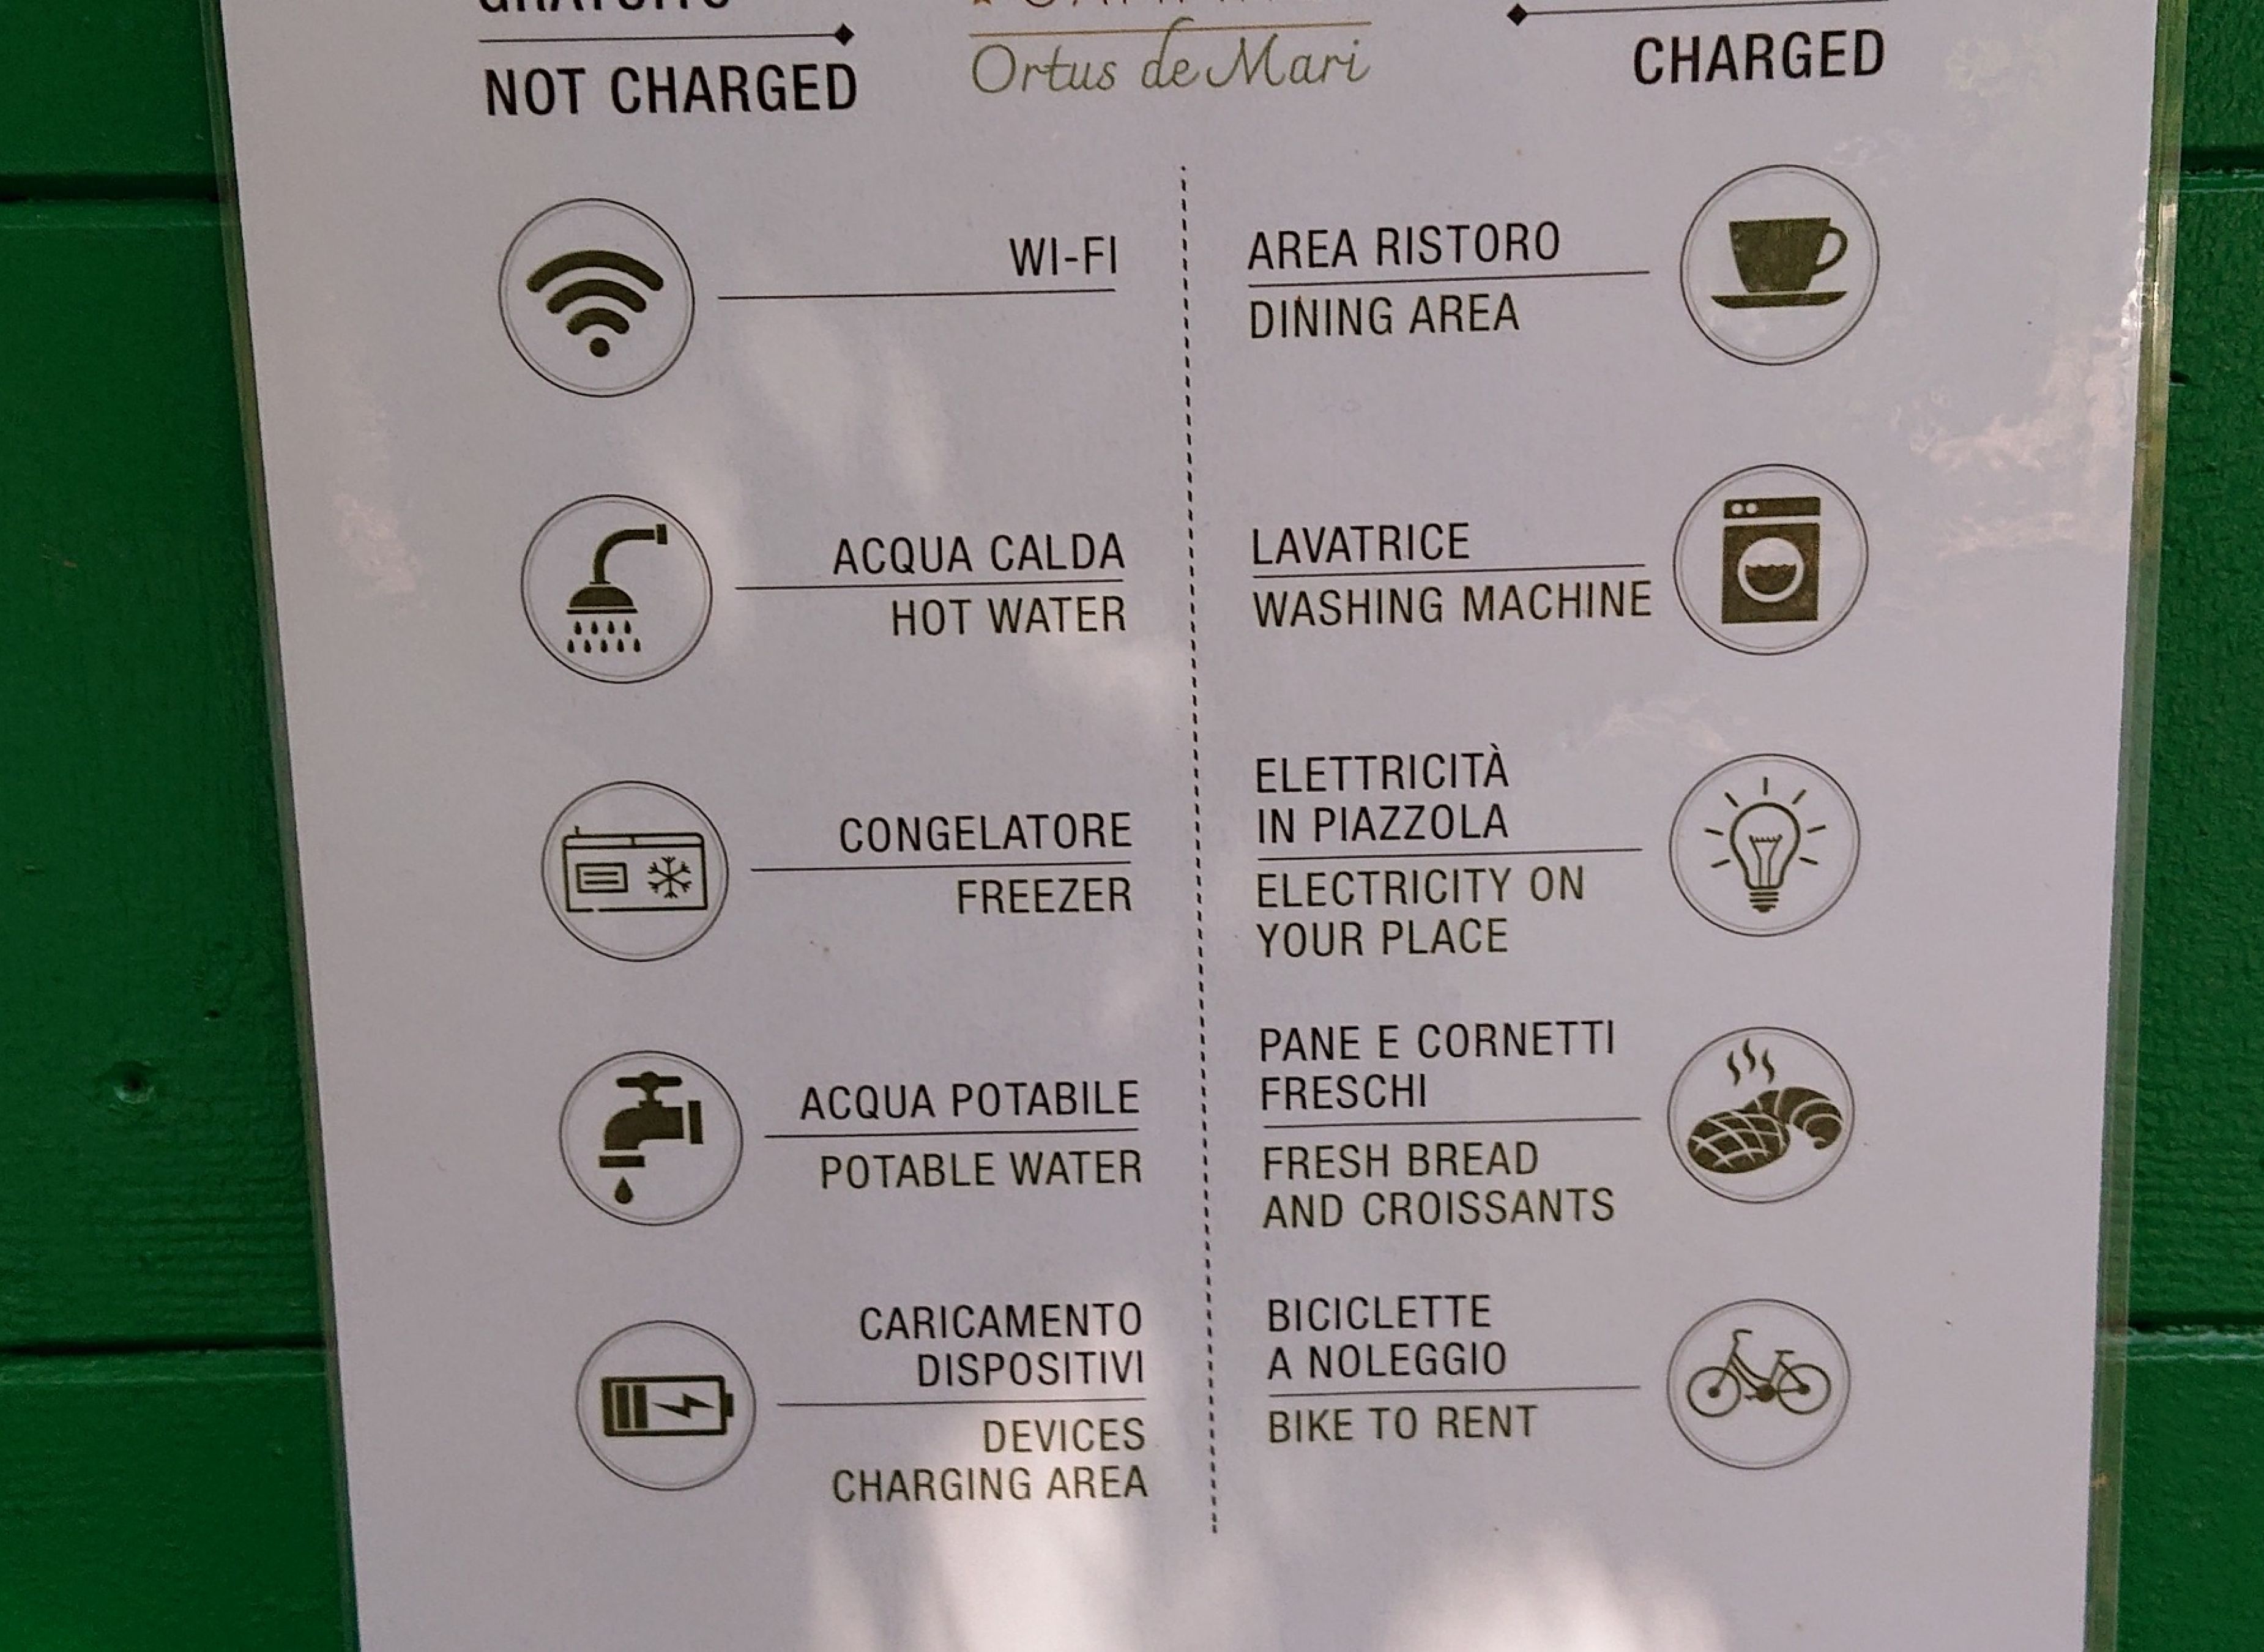 GRATUITO
NOT CHARGED
Ortus de Mari
CHARGED
WI-FI
ACQUA CALDA
HOT WATER
CONGELATORE
FREEZER
ACQUA POTABILE
POTABLE WATER
CARICAMENTO
DISPOSITIVI
DEVICES
CHARGING AREA
AREA RISTORO
DINING AREA
LAVATRICE
WASHING MACHINE
ELETTRICITÀ
IN PIAZZOLA
ELECTRICITY ON
YOUR PLACE
PANE E CORNETTI
FRESCHI
FRESH BREAD
AND CROISSANTS
BICICLETTE
A NOLEGGIO
BIKE TO RENT